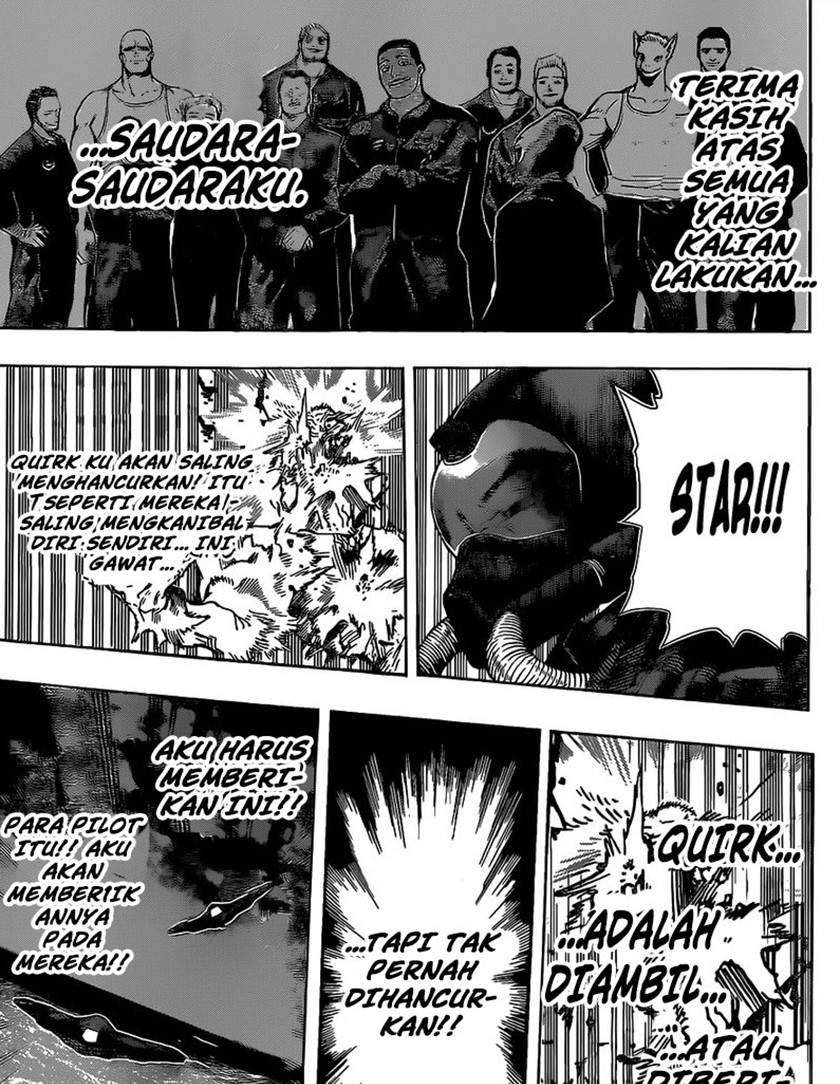 TERIMA
KASIH
ATAS
SEMUA
YANG
KALIAN
LAKUKAN...
...SAUDARA-
SAUDARAKU.
STAR!!!
QUIRK KU AKAN SALING
MENGHANCURKAN! ITU
SEPERTI MEREKA
SALING MENGKANIBAL
DIRI SENDIRI... INI
GAWAT...
QUIRK...
...ADALAH
DIAMBIL...
...ATAU
DIBERI
...TAPI TAK
PERNAH
DIHANCUR-
KAN!!
AKU HARUS
MEMBERI-
KAN INI!!
PARA PILOT
ITU!! AKU
AKAN
MEMBERIIK
ANNYA
PADA
MEREKA!!